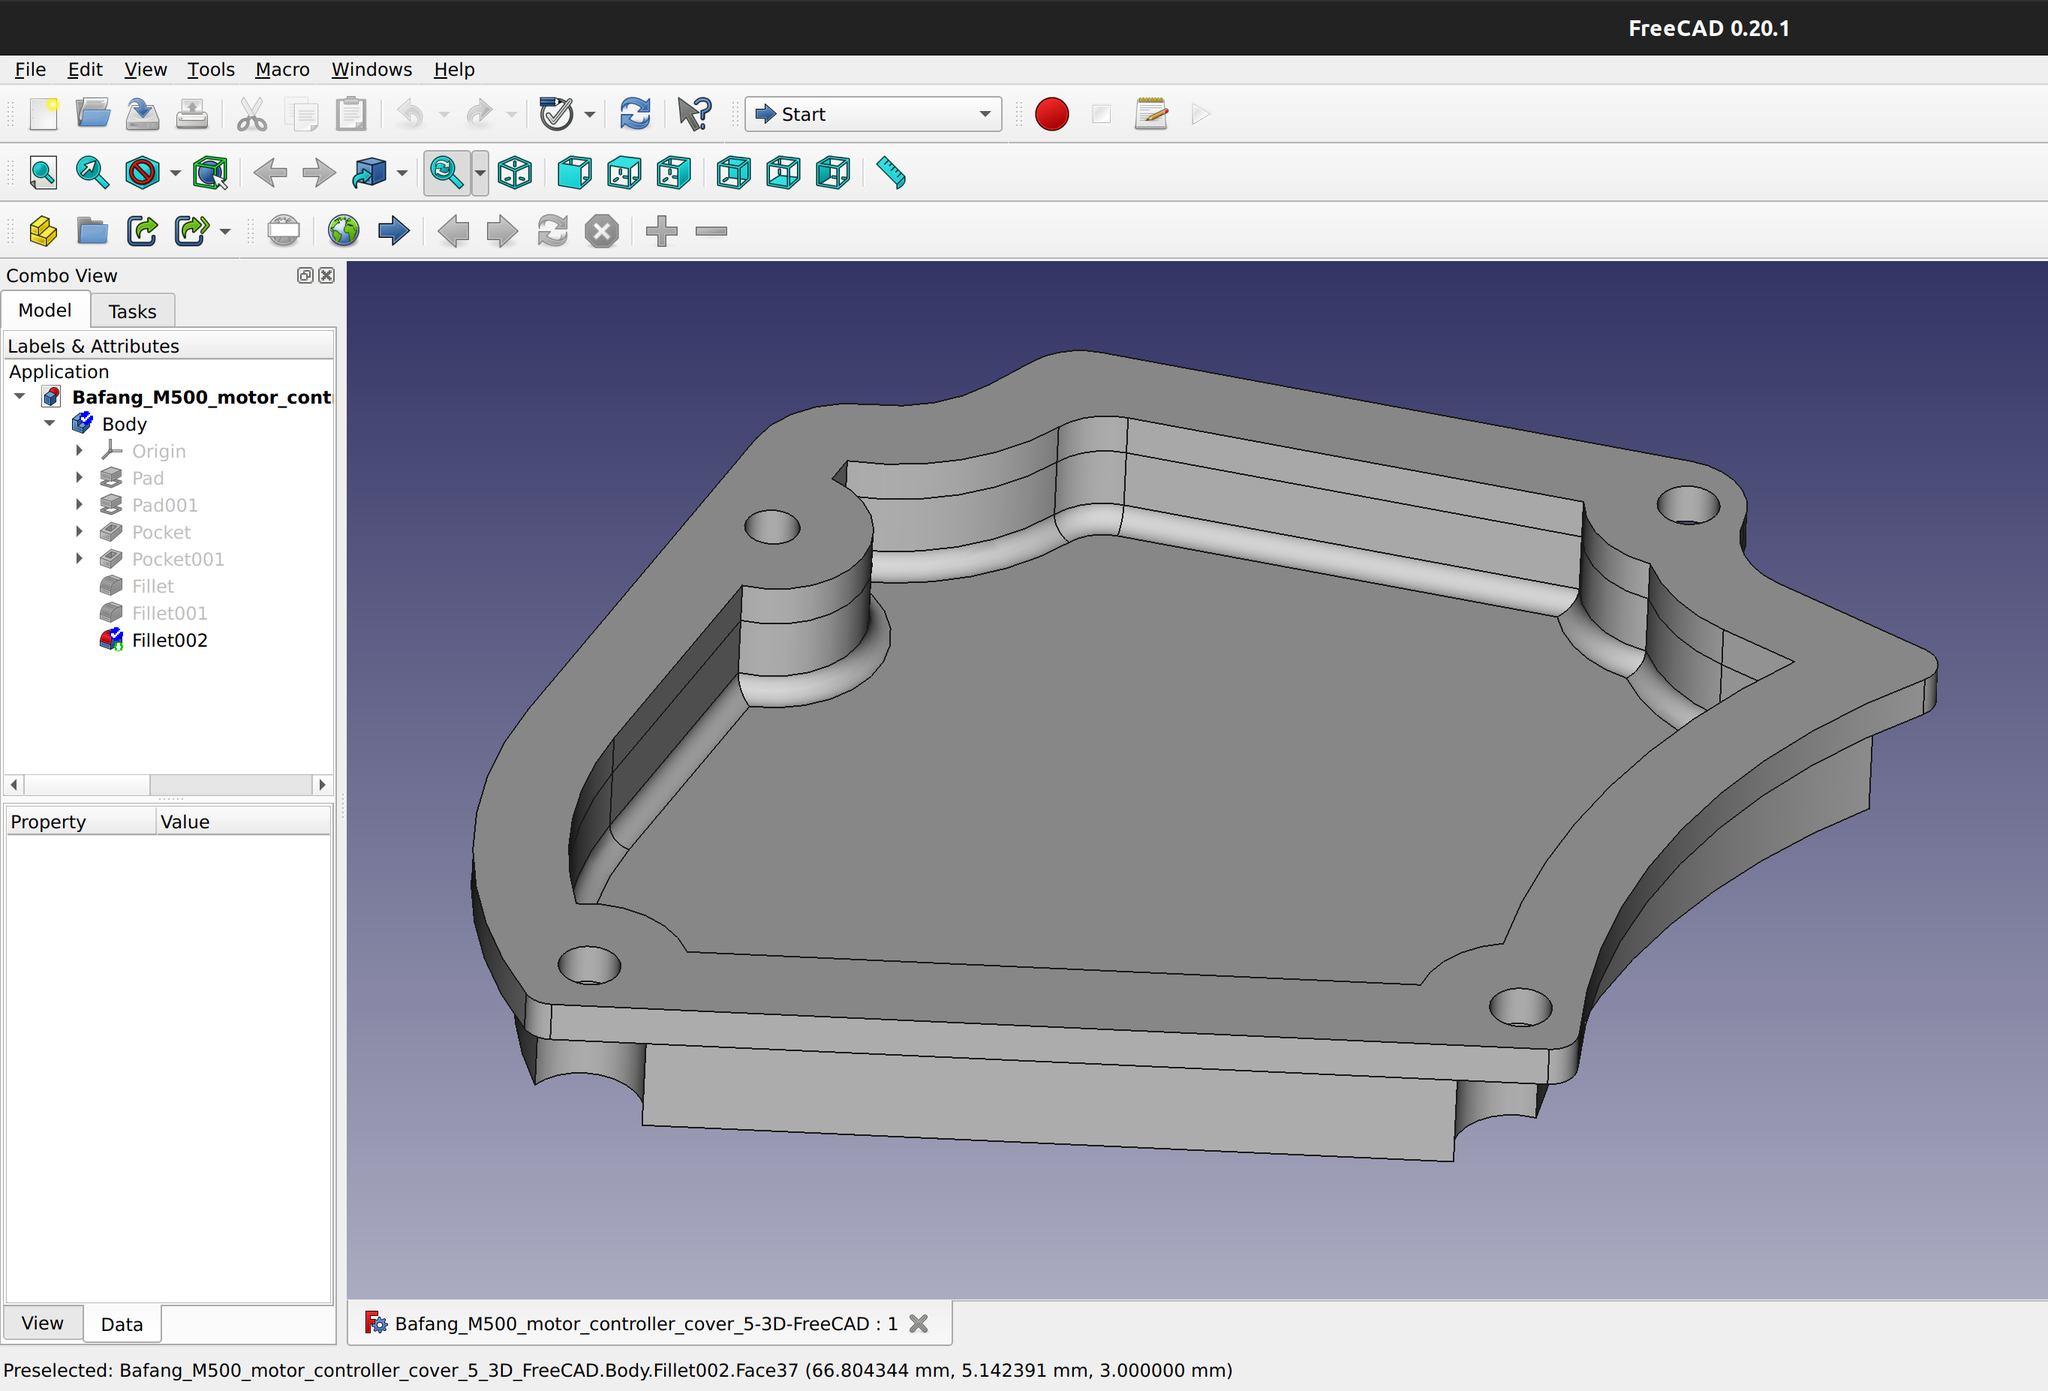 FreeCAD 0.20.1
File Edit View Tools Macro Windows Help
Start
Combo View
Model Tasks
Labels & Attributes
Application
Bafang_M500_motor_cont
Body
Origin
Pad
Pad001
Pocket
Pocket001
Fillet
Fillet001
Fillet002
Property Value
View Data
Bafang_M500_motor_controller_cover_5-3D-FreeCAD : 1
Preselected: Bafang_M500_motor_controller_cover_5_3D_FreeCAD.Body.Fillet002.Face37 (66.804344 mm, 5.142391 mm, 3.000000 mm)